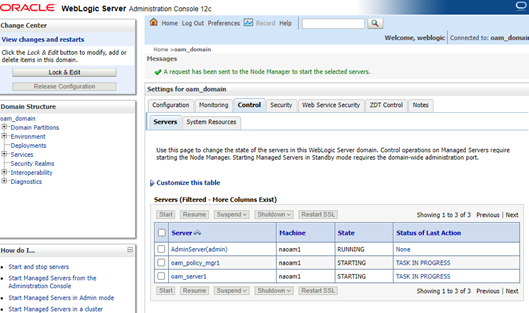 ORACLE WebLogic Server Administration Console 12c
Change Center
View changes and restarts
Click the Lock & Edit button to modify, add or
delete items in this domain.
Lock & Edit
Release Configuration
Domain Structure
oam_domain
Domain Partitions
Environment
Deployments
Services
Security Realms
Interoperability
Diagnostics
How do I...
Start and stop servers
Start Managed Servers from the
Administration Console
Start Managed Servers in Admin mode
Start Managed Servers in a cluster
Home Log Out Preferences Record Help
Welcome, weblogic Connected to: oam_domain
Home >oam_domain
Messages
A request has been sent to the Node Manager to start the selected servers.
Settings for oam_domain
Configuration Monitoring Control Security Web Service Security ZDT Control Notes
Servers System Resources
Use this page to change the state of the servers in this WebLogic Server domain. Control operations on Managed Servers require
starting the Node Manager. Starting Managed Servers in Standby mode requires the domain-wide administration port.
Customize this table
Servers (Filtered - More Columns Exist)
Start Resume Suspend Shutdown Restart SSL Showing 1 to 3 of 3 Previous | Next
Server Machine State Status of Last Action
AdminServer(admin) naoam1 RUNNING None
oam_policy_mgr1 naoam1 STARTING TASK IN PROGRESS
oam_server1 naoam1 STARTING TASK IN PROGRESS
Start Resume Suspend Shutdown Restart SSL Showing 1 to 3 of 3 Previous | Next